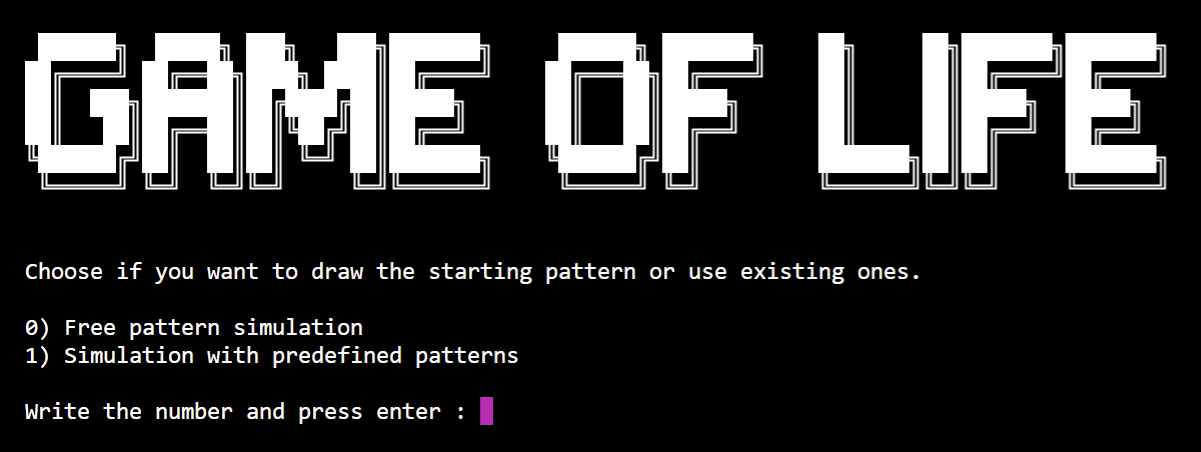 GAME OF LIFE
Choose if you want to draw the starting pattern or use existing ones.
0) Free pattern simulation
1) Simulation with predefined patterns
Write the number and press enter :